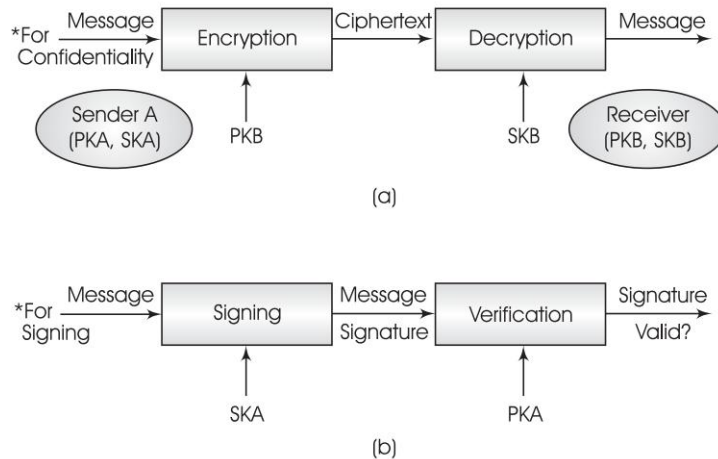 Message
Ciphertext
Message
*For
Confidentiality
Encryption
Decryption
Sender A
(PKA, SKA)
PKB
SKB
Receiver
(PKB, SKB)
(a)
Message
Message
Signature
*For
Signing
Signing
Signature
Verification
Valid?
SKA
PKA
(b)